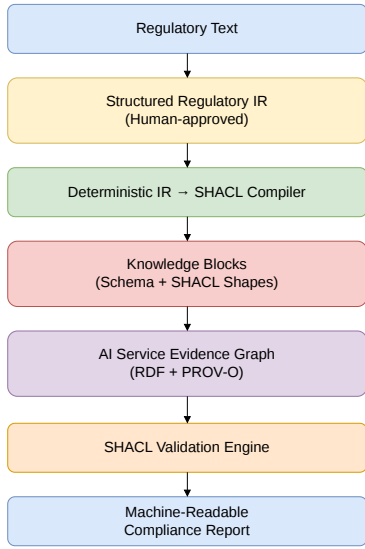 Regulatory Text
Structured Regulatory IR
(Human-approved)
Deterministic IR → SHACL Compiler
Knowledge Blocks
(Schema + SHACL Shapes)
AI Service Evidence Graph
(RDF + PROV-O)
SHACL Validation Engine
Machine-Readable
Compliance Report